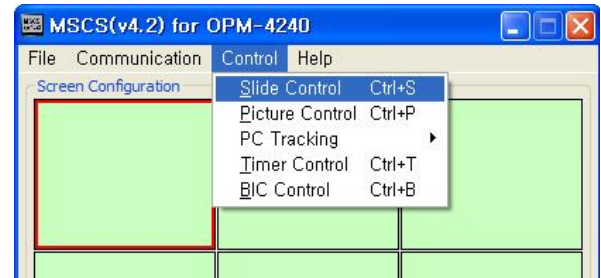 MSCS(v4.2) for OPM-4240
File Communication Control Help
Screen Configuration
Slide Control Ctrl+S
Picture Control Ctrl+P
PC Tracking
Timer Control Ctrl+T
BIC Control Ctrl+B